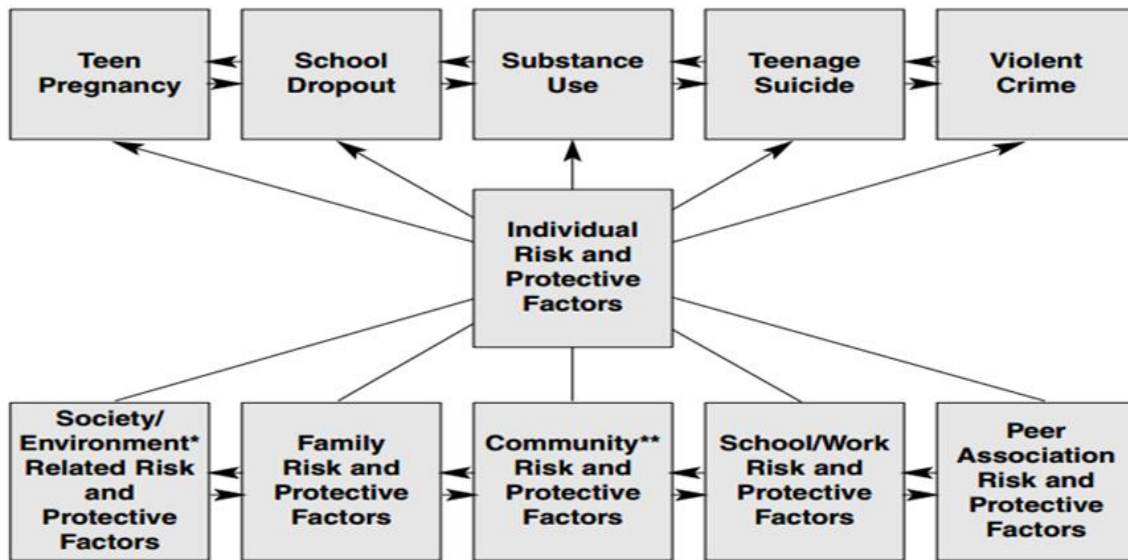 Teen
Pregnancy
School
Dropout
Substance
Use
Teenage
Suicide
Violent
Crime
Individual
Risk and
Protective
Factors
Society/
Environment*
Related Risk
and
Protective
Factors
Family
Risk and
Protective
Factors
Community**
Risk and
Protective
Factors
School/Work
Risk and
Protective
Factors
Peer
Association
Risk and
Protective
Factors